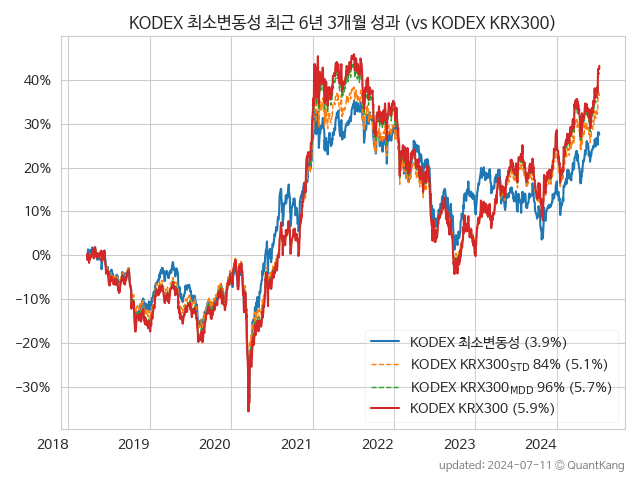 KODEX 최소변동성 최근 6년 3개월 성과 (vs KODEX KRX300)
40%
30%
20%
10%
0%
−10%
−20%
−30%
KODEX 최소변동성 (3.9%)
KODEX KRX300STD 84% (5.1%)
KODEX KRX300MDD 96% (5.7%)
KODEX KRX300 (5.9%)
2018 2019 2020 2021 2022 2023 2024
updated: 2024-07-11 © QuantKang